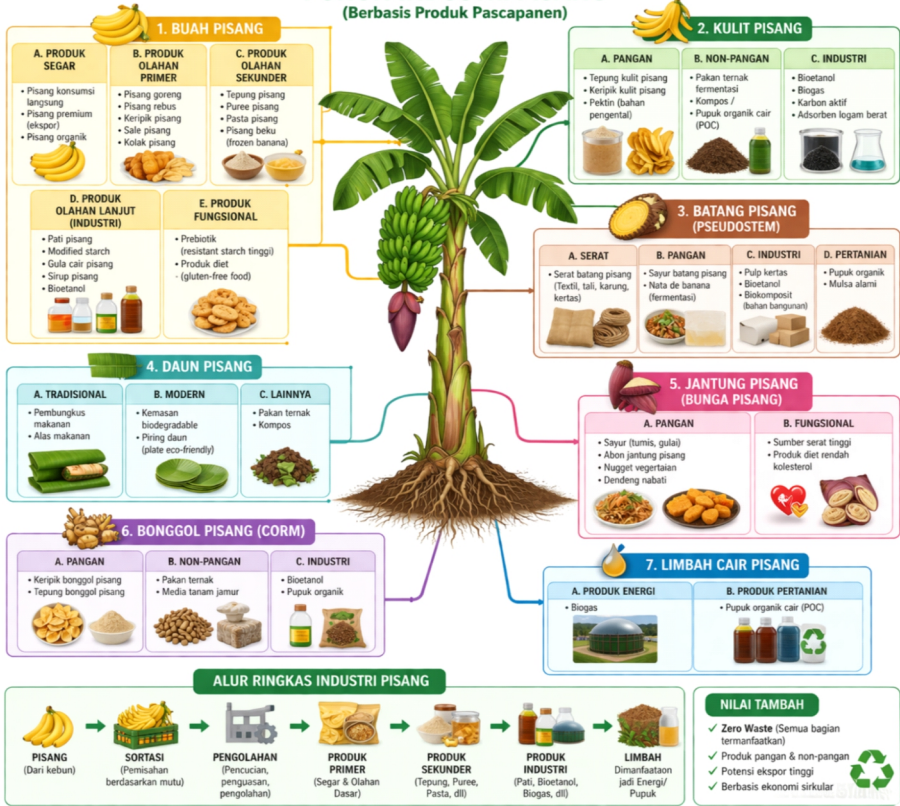 (Berbasis Produk Pascapanen)
1. BUAH PISANG
A. PRODUK
SEGAR
• Pisang konsumsi
langsung
• Pisang premium
(ekspor)
• Pisang organik
B. PRODUK
OLAHAN
PRIMER
• Pisang goreng
• Pisang rebus
• Keripik pisang
• Sale pisang
• Kolak pisang
C. PRODUK
OLAHAN
SEKUNDER
• Tepung pisang
• Puree pisang
• Pasta pisang
• Pisang beku
(frozen banana)
D. PRODUK
OLAHAN LANJUT
(INDUSTRI)
• Pati pisang
• Modified starch
• Gula cair pisang
• Sirup pisang
• Bioetanol
E. PRODUK
FUNGSIONAL
• Prebiotik
(resistant starch tinggi)
• Produk diet
- (gluten-free food)
2. KULIT PISANG
A. PANGAN
• Tepung kulit pisang
• Keripik kulit pisang
• Pektin (bahan
pengental)
B. NON-PANGAN
• Pakan ternak
fermentasi
• Kompos /
• Pupuk organik cair
(POC)
C. INDUSTRI
• Bioetanol
• Biogas
• Karbon aktif
• Adsorben logam berat
3. BATANG PISANG
(PSEUDOSTEM)
A. SERAT
• Serat batang pisang
(Textil, tali, karung,
kertas)
B. PANGAN
• Sayur batang pisang
• Nata de banana
(fermentasi)
C. INDUSTRI
• Pulp kertas
• Bioetanol
• Biokomposit
(bahan bangunan)
D. PERTANIAN
• Pupuk organik
• Mulsa alami
4. DAUN PISANG
A. TRADISIONAL
• Pembungkus
makanan
• Alas makanan
B. MODERN
• Kemasan
biodegradable
• Piring daun
(plate eco-friendly)
C. LAINNYA
• Pakan ternak
• Kompos
5. JANTUNG PISANG
(BUNGA PISANG)
A. PANGAN
• Sayur (tumis, gulai)
• Abon jantung pisang
• Nugget vegertaian
• Dendeng nabati
B. FUNGSIONAL
• Sumber serat tinggi
• Produk diet rendah
kolesterol
6. BONGGOL PISANG (CORM)
A. PANGAN
• Keripik bonggol pisang
• Tepung bonggol pisang
B. NON-PANGAN
• Pakan ternak
• Media tanam jamur
C. INDUSTRI
• Bioetanol
• Pupuk organik
7. LIMBAH CAIR PISANG
A. PRODUK ENERGI
• Biogas
B. PRODUK PERTANIAN
• Pupuk organik cair (POC)
ALUR RINGKAS INDUSTRI PISANG
PISANG
(Dari kebun)
SORTASI
(Pemisahan
berdasarkan mutu)
PENGOLAHAN
(Pencucian,
penguasan,
pengolahan)
PRODUK
PRIMER
(Segar & Olahan
Dasar)
PRODUK
SEKUNDER
(Tepung, Puree,
Pasta, dll)
PRODUK
INDUSTRI
(Pati, Bioetanol,
Biogas, dll)
LIMBAH
Dimanfaataon
jadi Energi/
Pupuk
NILAI TAMBAH
✓ Zero Waste (Semua bagian
termanfaatkan)
✓ Produk pangan & non-pangan
✓ Potensi ekspor tinggi
✓ Berbasis ekonomi sirkular